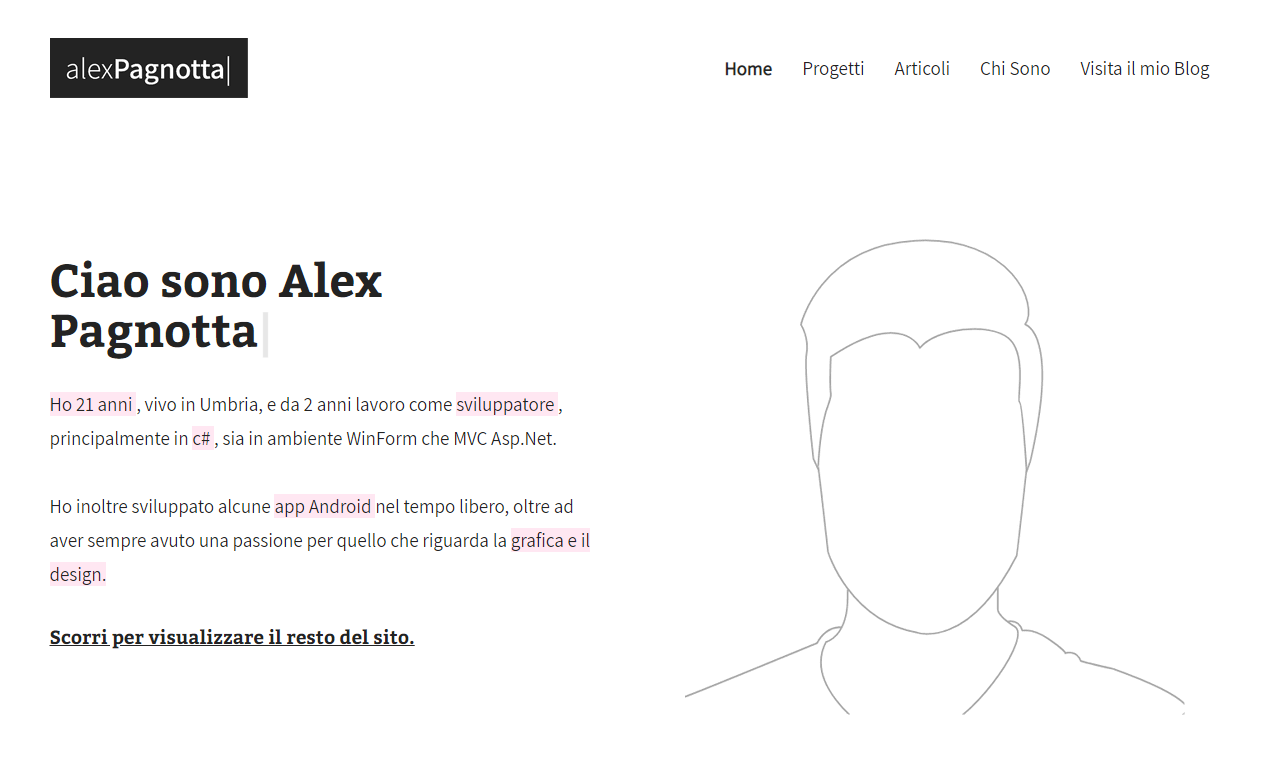 alexPagnotta|
Home Progetti Articoli Chi Sono Visita il mio Blog
Ciao sono Alex
Pagnotta|
Ho 21 anni , vivo in Umbria, e da 2 anni lavoro come sviluppatore ,
principalmente in c# , sia in ambiente WinForm che MVC Asp.Net.
Ho inoltre sviluppato alcune app Android nel tempo libero, oltre ad
aver sempre avuto una passione per quello che riguarda la grafica e il
design.
Scorri per visualizzare il resto del sito.